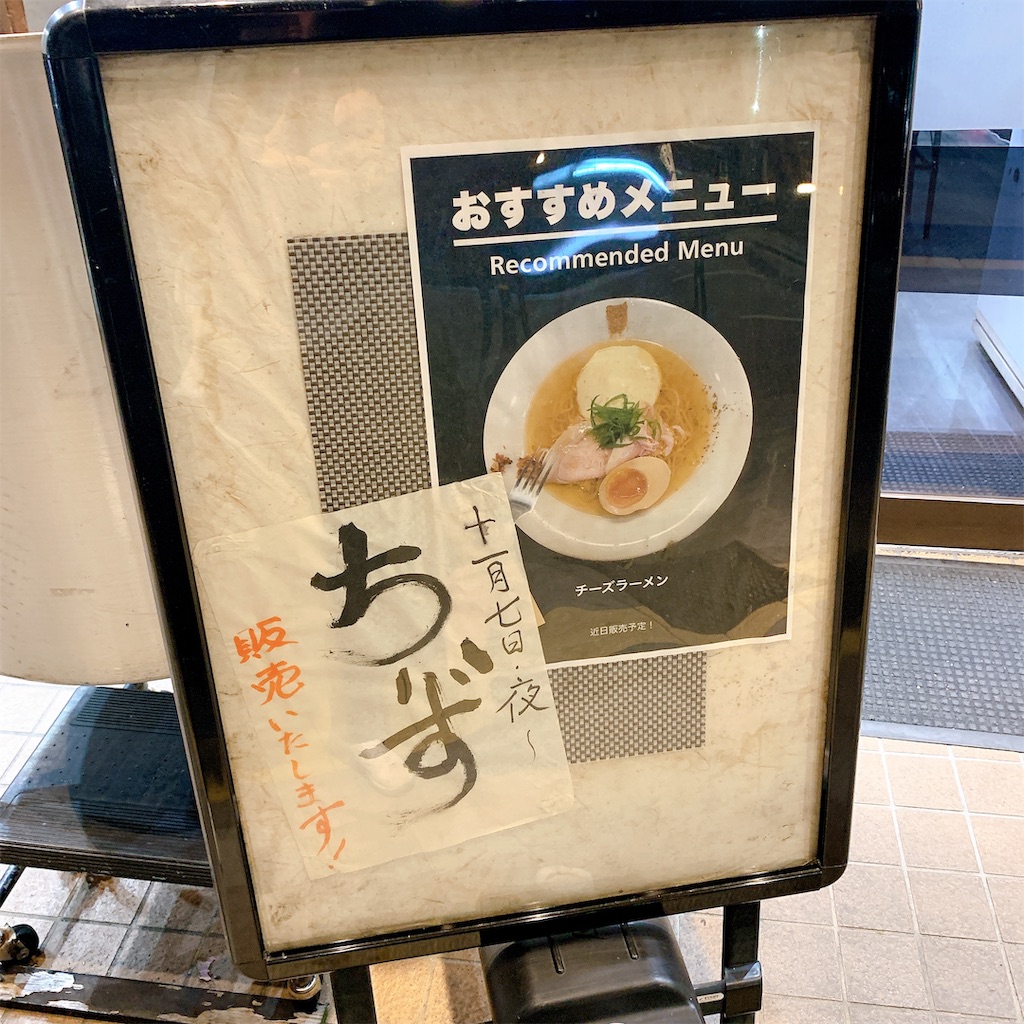 おすすめメニュー
Recommended Menu
チーズラーメン
近日販売予定！
十一月七日・夜〜
ちーず
販売いたします！